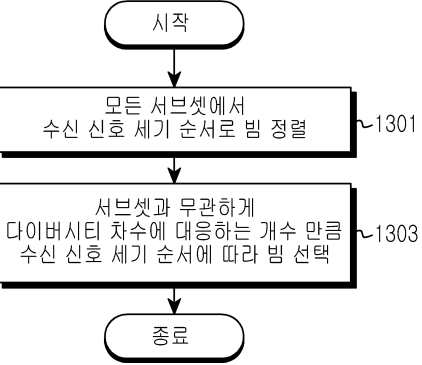 시작
모든 서브셋에서
수신 신호 세기 순서로 빔 정렬
1301
서브셋과 무관하게
다이버시티 차수에 대응하는 개수 만큼
수신 신호 세기 순서에 따라 빔 선택
1303
종료